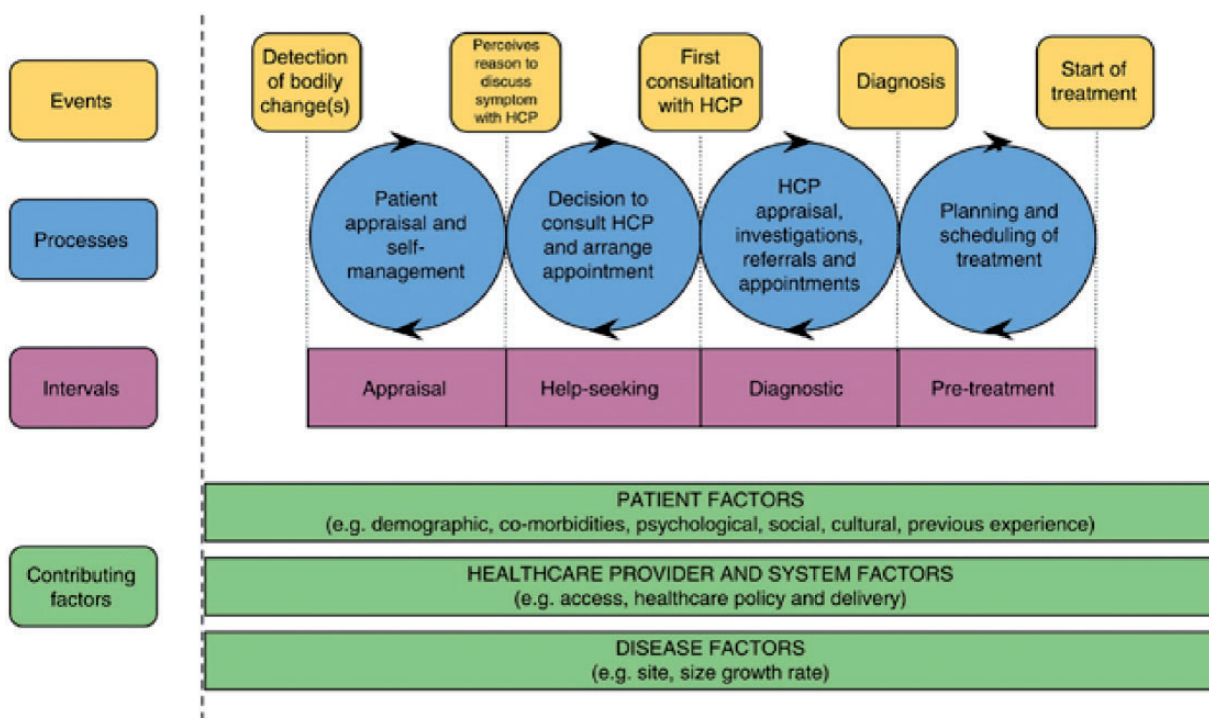 Events
Detection
of bodily
change(s)
Perceives
reason to
discuss
symptom
with HCP
First
consultation
with HCP
Diagnosis
Start of
treatment
Processes
Patient
appraisal and
self-
management
Decision to
consult HCP
and arrange
appointment
HCP
appraisal,
investigations,
referrals and
appointments
Planning and
scheduling of
treatment
Intervals
Appraisal
Help-seeking
Diagnostic
Pre-treatment
Contributing
factors
PATIENT FACTORS
(e.g. demographic, co-morbidities, psychological, social, cultural, previous experience)
HEALTHCARE PROVIDER AND SYSTEM FACTORS
(e.g. access, healthcare policy and delivery)
DISEASE FACTORS
(e.g. site, size growth rate)